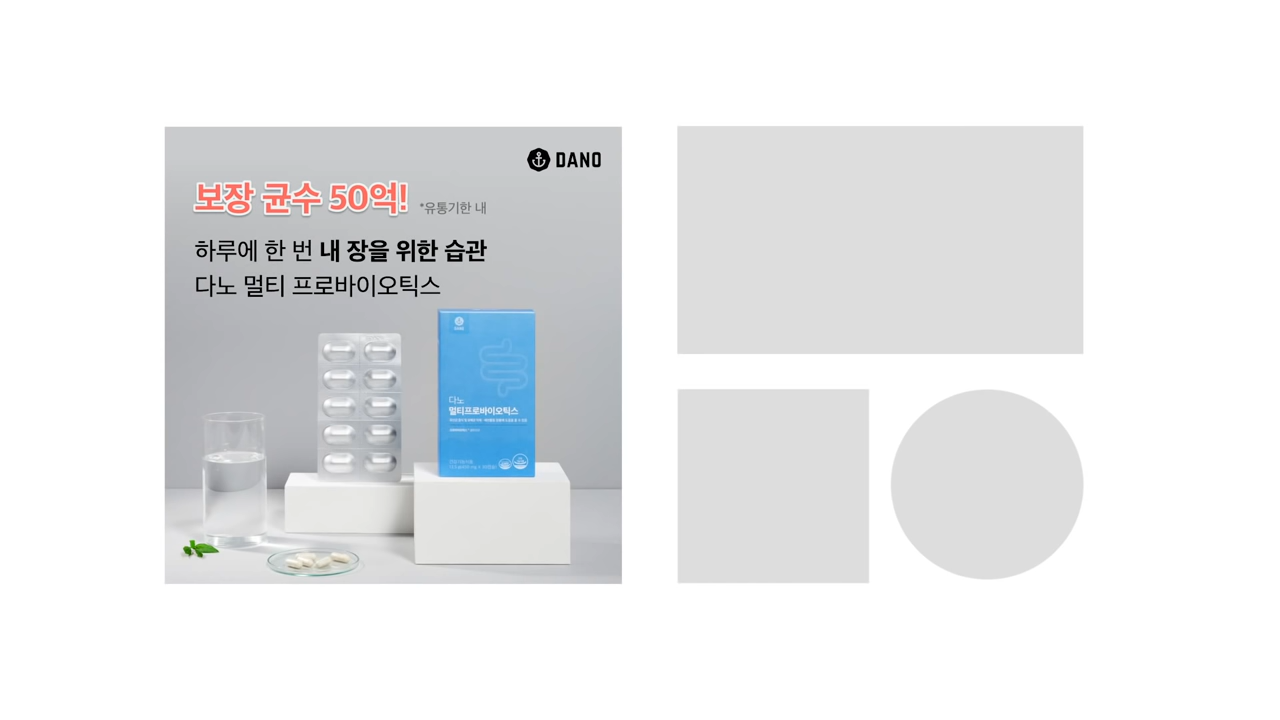 DANO
보장 균수 50억!
*유통기한 내
하루에 한 번 내 장을 위한 습관
다노 멀티 프로바이오틱스
DANO
다노
멀티프로바이오틱스